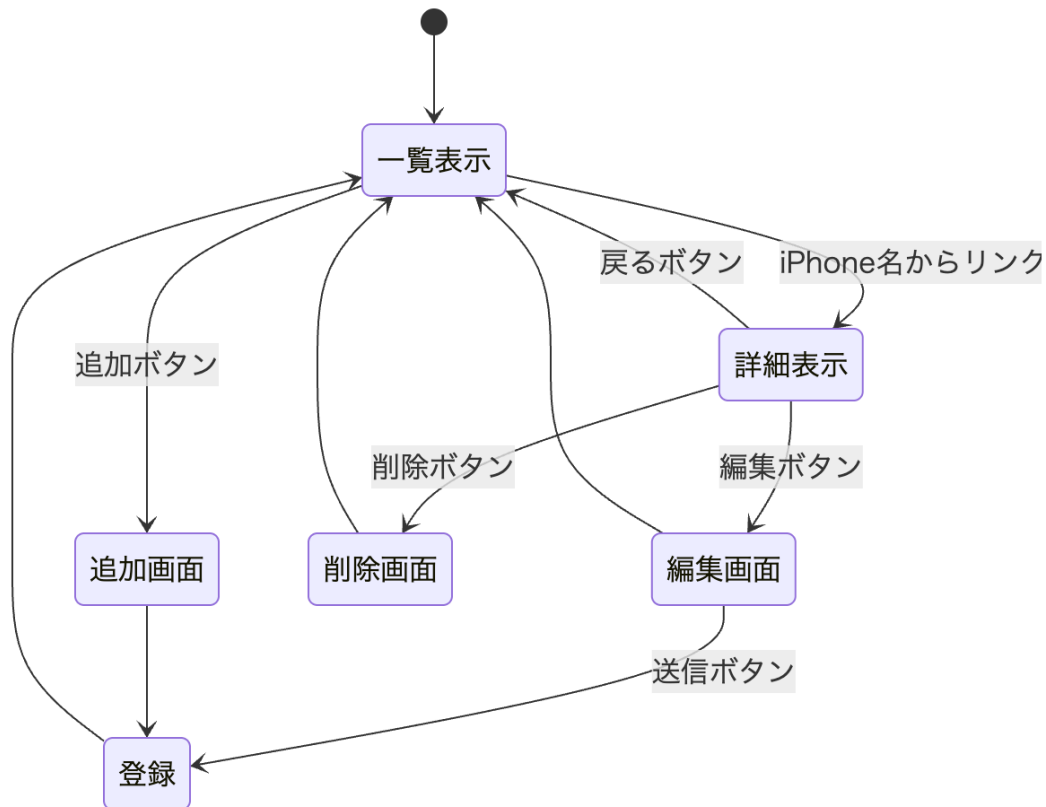 一覧表示
戻るボタン
iPhone名からリンク
追加ボタン
詳細表示
削除ボタン
編集ボタン
追加画面
削除画面
編集画面
送信ボタン
登録